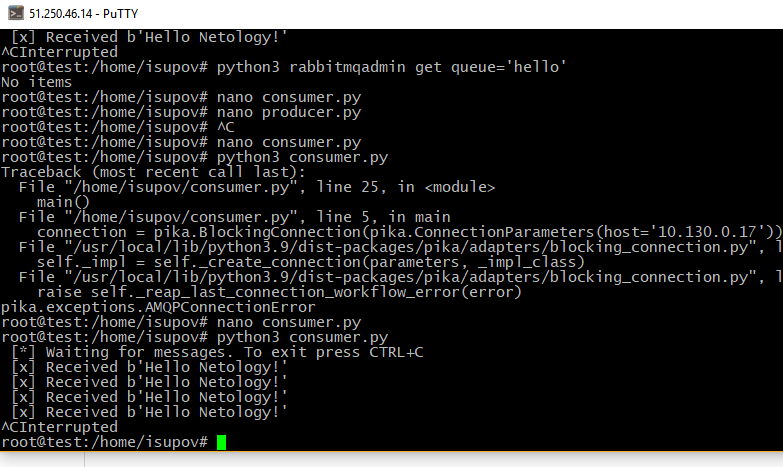 51.250.46.14 - PuTTY
[x] Received b'Hello Netology!'
^CInterrupted
root@test:/home/isupov# python3 rabbitmqadmin get queue='hello'
No items
root@test:/home/isupov# nano consumer.py
root@test:/home/isupov# nano producer.py
root@test:/home/isupov# ^C
root@test:/home/isupov# nano consumer.py
root@test:/home/isupov# python3 consumer.py
Traceback (most recent call last):
  File "/home/isupov/consumer.py", line 25, in <module>
    main()
  File "/home/isupov/consumer.py", line 5, in main
    connection = pika.BlockingConnection(pika.ConnectionParameters(host='10.130.0.17'))
  File "/usr/local/lib/python3.9/dist-packages/pika/adapters/blocking_connection.py", l
    self._impl = self._create_connection(parameters, _impl_class)
  File "/usr/local/lib/python3.9/dist-packages/pika/adapters/blocking_connection.py", l
    raise self._reap_last_connection_workflow_error(error)
pika.exceptions.AMQPConnectionError
root@test:/home/isupov# nano consumer.py
root@test:/home/isupov# python3 consumer.py
 [*] Waiting for messages. To exit press CTRL+C
 [x] Received b'Hello Netology!'
 [x] Received b'Hello Netology!'
 [x] Received b'Hello Netology!'
 [x] Received b'Hello Netology!'
^CInterrupted
root@test:/home/isupov#